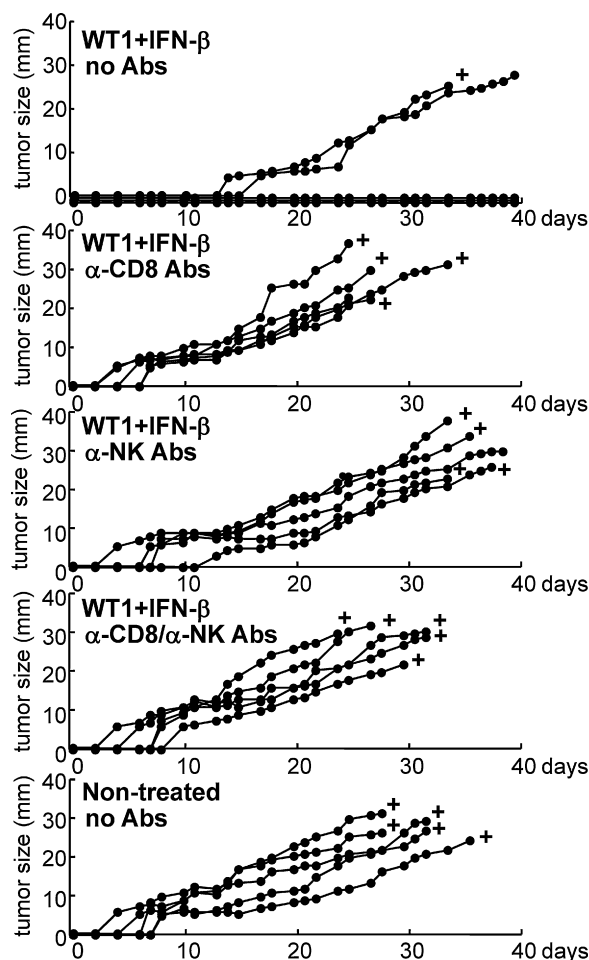 40
WT1+IFN-β
no Abs
30
20
10
0
tumor size (mm)
+
0 10 20 30 40 days
40
WT1+IFN-β
α-CD8 Abs
30
20
10
0
tumor size (mm)
+ + + +
0 10 20 30 40 days
40
WT1+IFN-β
α-NK Abs
30
20
10
0
tumor size (mm)
+ + + +
0 10 20 30 40 days
40
WT1+IFN-β
α-CD8/α-NK Abs
30
20
10
0
tumor size (mm)
+ + + + +
0 10 20 30 40 days
40
Non-treated
no Abs
30
20
10
0
tumor size (mm)
+ + + + +
0 10 20 30 40 days